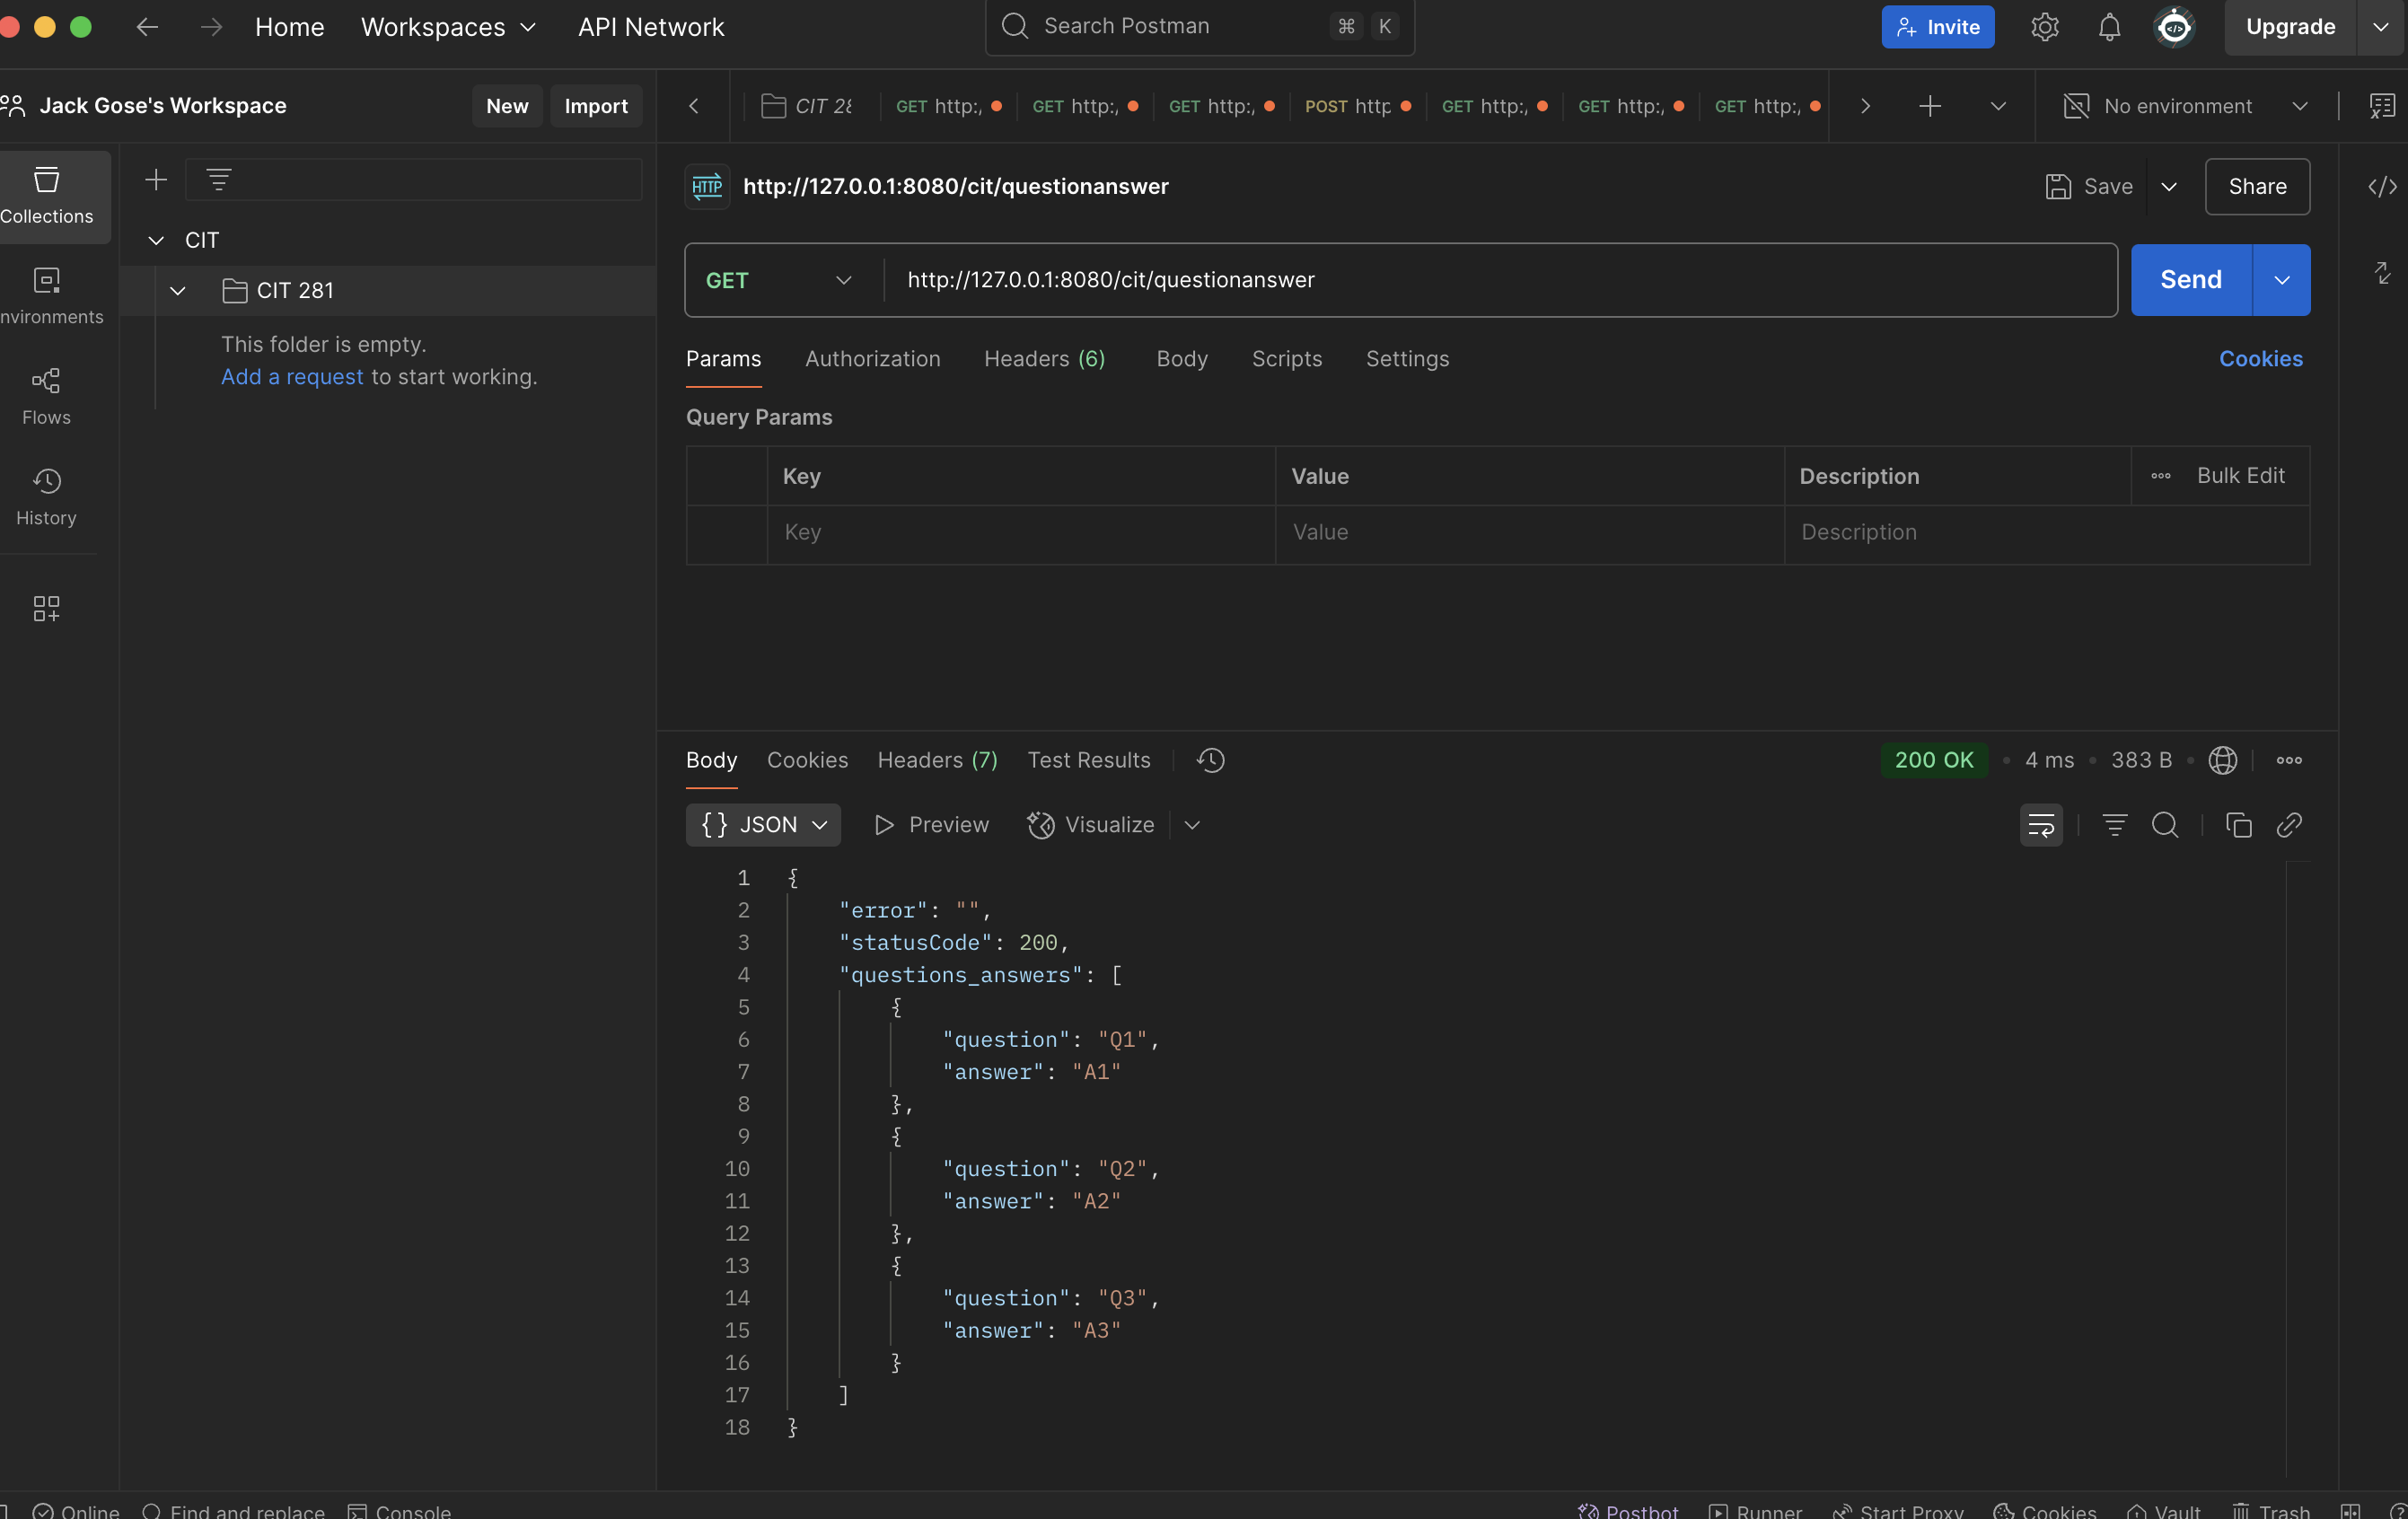 Home Workspaces API Network Search Postman ⌘ K Invite Upgrade
Jack Gose's Workspace New Import CIT 28 GET http:, GET http:, GET http:, POST http GET http:, GET http:, GET http:, No environment
Collections
CIT
CIT 281
This folder is empty.
Add a request to start working.
nvironments
Flows
History
HTTP http://127.0.0.1:8080/cit/questionanswer Save Share
GET http://127.0.0.1:8080/cit/questionanswer Send
Params Authorization Headers (6) Body Scripts Settings Cookies
Query Params
Key Value Description Bulk Edit
Key Value Description
Body Cookies Headers (7) Test Results 200 OK • 4 ms • 383 B •
{} JSON Preview Visualize
1 {
2 "error": "",
3 "statusCode": 200,
4 "questions_answers": [
5 {
6 "question": "Q1",
7 "answer": "A1"
8 },
9 {
10 "question": "Q2",
11 "answer": "A2"
12 },
13 {
14 "question": "Q3",
15 "answer": "A3"
16 }
17 ]
18 }
Online Find and replace Console Postbot Runner Start Proxy Cookies Vault Trash